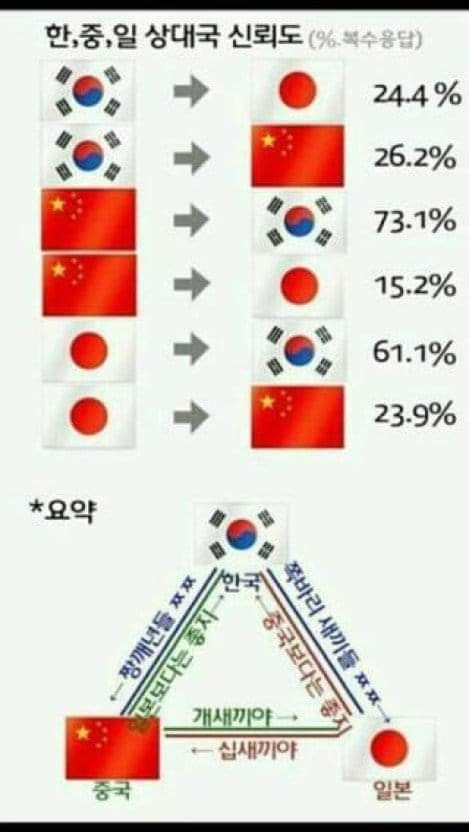 한,중,일 상대국 신뢰도 (%.복수응답)
24.4%
26.2%
73.1%
15.2%
61.1%
23.9%
*요약
한국
짱깨년들 ㅉㅉ
일본보다는 좋지
중국보다는 좋지
쪽바리 새끼들 ㅉㅉ
개새끼야
십새끼야
중국
일본